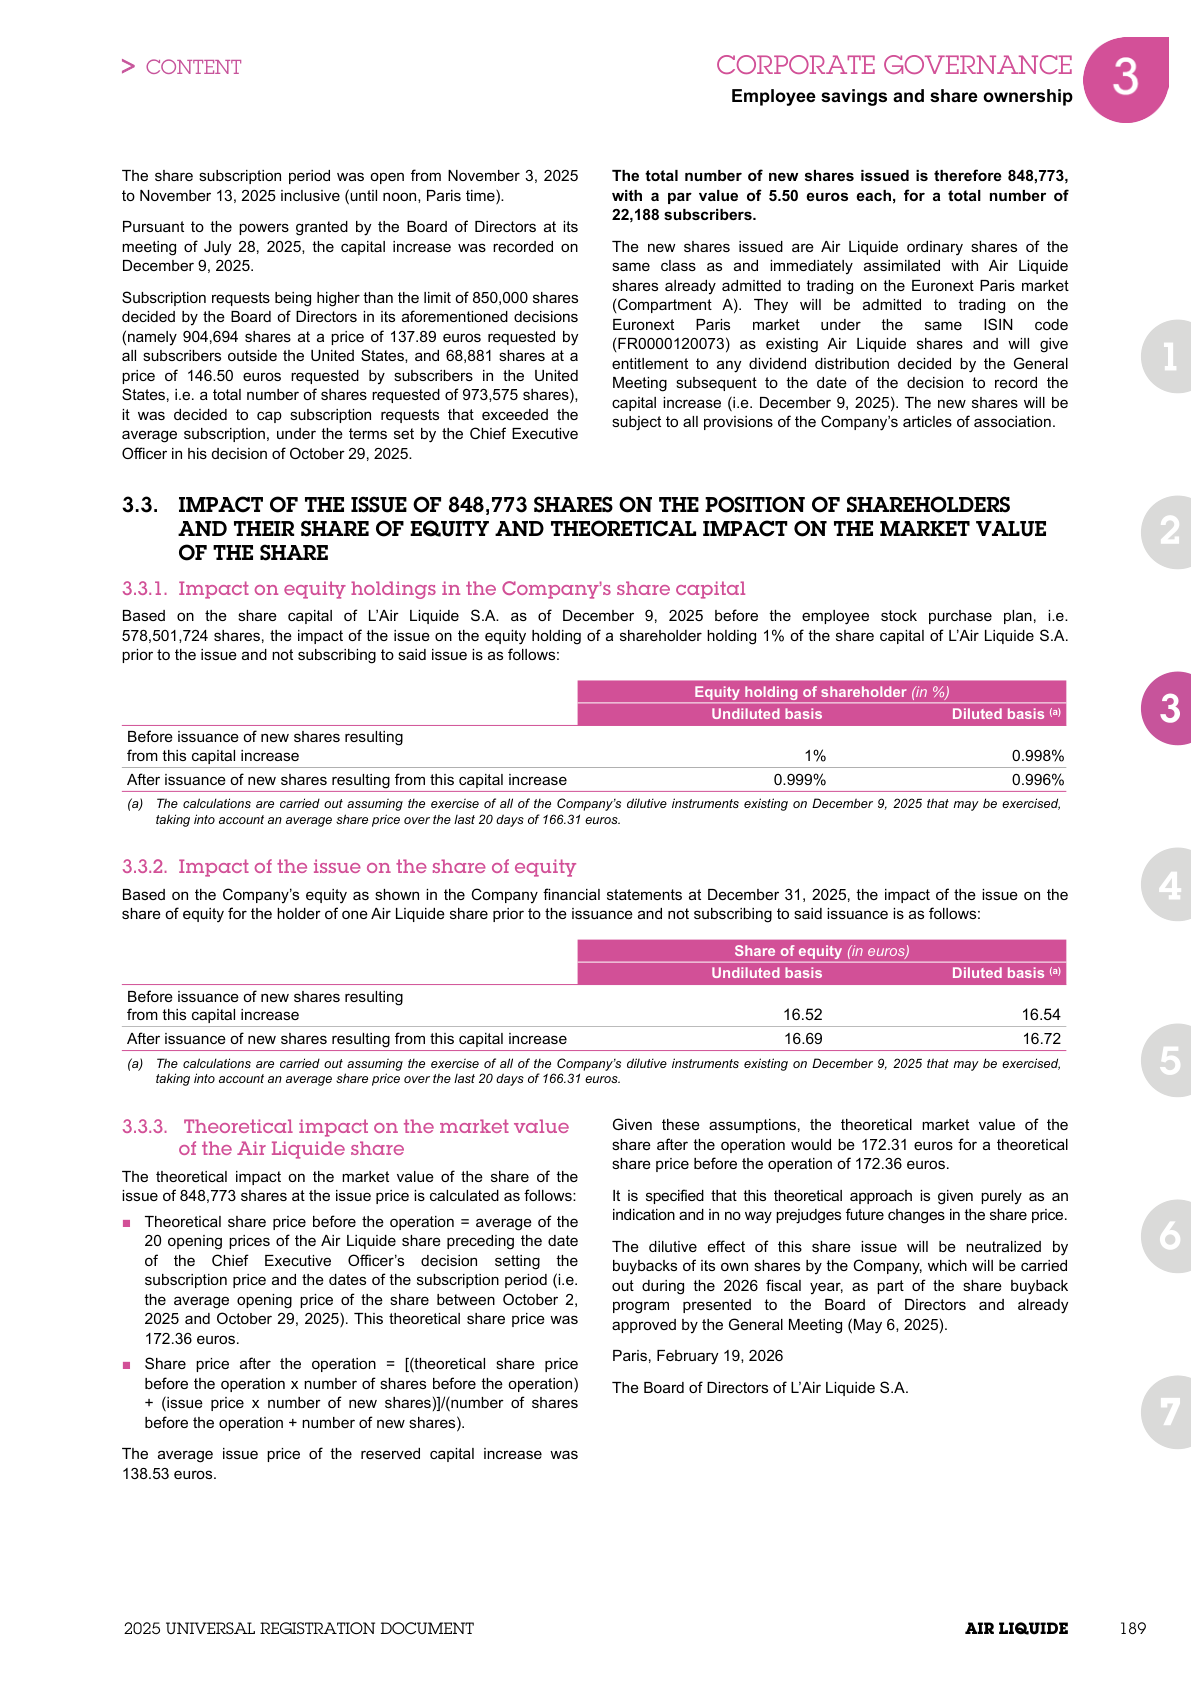 > CONTENT
CORPORATE GOVERNANCE
Employee savings and share ownership
3
The share subscription period was open from November 3, 2025
to November 13, 2025 inclusive (until noon, Paris time).
Pursuant to the powers granted by the Board of Directors at its
meeting of July 28, 2025, the capital increase was recorded on
December 9, 2025.
Subscription requests being higher than the limit of 850,000 shares
decided by the Board of Directors in its aforementioned decisions
(namely 904,694 shares at a price of 137.89 euros requested by
all subscribers outside the United States, and 68,881 shares at a
price of 146.50 euros requested by subscribers in the United
States, i.e. a total number of shares requested of 973,575 shares),
it was decided to cap subscription requests that exceeded the
average subscription, under the terms set by the Chief Executive
Officer in his decision of October 29, 2025.
The total number of new shares issued is therefore 848,773,
with a par value of 5.50 euros each, for a total number of
22,188 subscribers.
The new shares issued are Air Liquide ordinary shares of the
same class as and immediately assimilated with Air Liquide
shares already admitted to trading on the Euronext Paris market
(Compartment A). They will be admitted to trading on the
Euronext Paris market under the same ISIN code
(FR0000120073) as existing Air Liquide shares and will give
entitlement to any dividend distribution decided by the General
Meeting subsequent to the date of the decision to record the
capital increase (i.e. December 9, 2025). The new shares will be
subject to all provisions of the Company's articles of association.
3.3. IMPACT OF THE ISSUE OF 848,773 SHARES ON THE POSITION OF SHAREHOLDERS
AND THEIR SHARE OF EQUITY AND THEORETICAL IMPACT ON THE MARKET VALUE
OF THE SHARE
3.3.1. Impact on equity holdings in the Company's share capital
Based on the share capital of L'Air Liquide S.A. as of December 9, 2025 before the employee stock purchase plan, i.e.
578,501,724 shares, the impact of the issue on the equity holding of a shareholder holding 1% of the share capital of L'Air Liquide S.A.
prior to the issue and not subscribing to said issue is as follows:
Equity holding of shareholder (in %)
Undiluted basis Diluted basis (a)
Before issuance of new shares resulting
from this capital increase 1% 0.998%
After issuance of new shares resulting from this capital increase 0.999% 0.996%
(a) The calculations are carried out assuming the exercise of all of the Company's dilutive instruments existing on December 9, 2025 that may be exercised,
taking into account an average share price over the last 20 days of 166.31 euros.
3.3.2. Impact of the issue on the share of equity
Based on the Company's equity as shown in the Company financial statements at December 31, 2025, the impact of the issue on the
share of equity for the holder of one Air Liquide share prior to the issuance and not subscribing to said issuance is as follows:
Share of equity (in euros)
Undiluted basis Diluted basis (a)
Before issuance of new shares resulting
from this capital increase 16.52 16.54
After issuance of new shares resulting from this capital increase 16.69 16.72
(a) The calculations are carried out assuming the exercise of all of the Company's dilutive instruments existing on December 9, 2025 that may be exercised,
taking into account an average share price over the last 20 days of 166.31 euros.
3.3.3. Theoretical impact on the market value
of the Air Liquide share
The theoretical impact on the market value of the share of the
issue of 848,773 shares at the issue price is calculated as follows:
■ Theoretical share price before the operation = average of the
20 opening prices of the Air Liquide share preceding the date
of the Chief Executive Officer's decision setting the
subscription price and the dates of the subscription period (i.e.
the average opening price of the share between October 2,
2025 and October 29, 2025). This theoretical share price was
172.36 euros.
■ Share price after the operation = [(theoretical share price
before the operation x number of shares before the operation)
+ (issue price x number of new shares)]/(number of shares
before the operation + number of new shares).
The average issue price of the reserved capital increase was
138.53 euros.
Given these assumptions, the theoretical market value of the
share after the operation would be 172.31 euros for a theoretical
share price before the operation of 172.36 euros.
It is specified that this theoretical approach is given purely as an
indication and in no way prejudges future changes in the share price.
The dilutive effect of this share issue will be neutralized by
buybacks of its own shares by the Company, which will be carried
out during the 2026 fiscal year, as part of the share buyback
program presented to the Board of Directors and already
approved by the General Meeting (May 6, 2025).
Paris, February 19, 2026
The Board of Directors of L'Air Liquide S.A.
1
2
3
4
5
6
7
2025 UNIVERSAL REGISTRATION DOCUMENT
AIR LIQUIDE 189